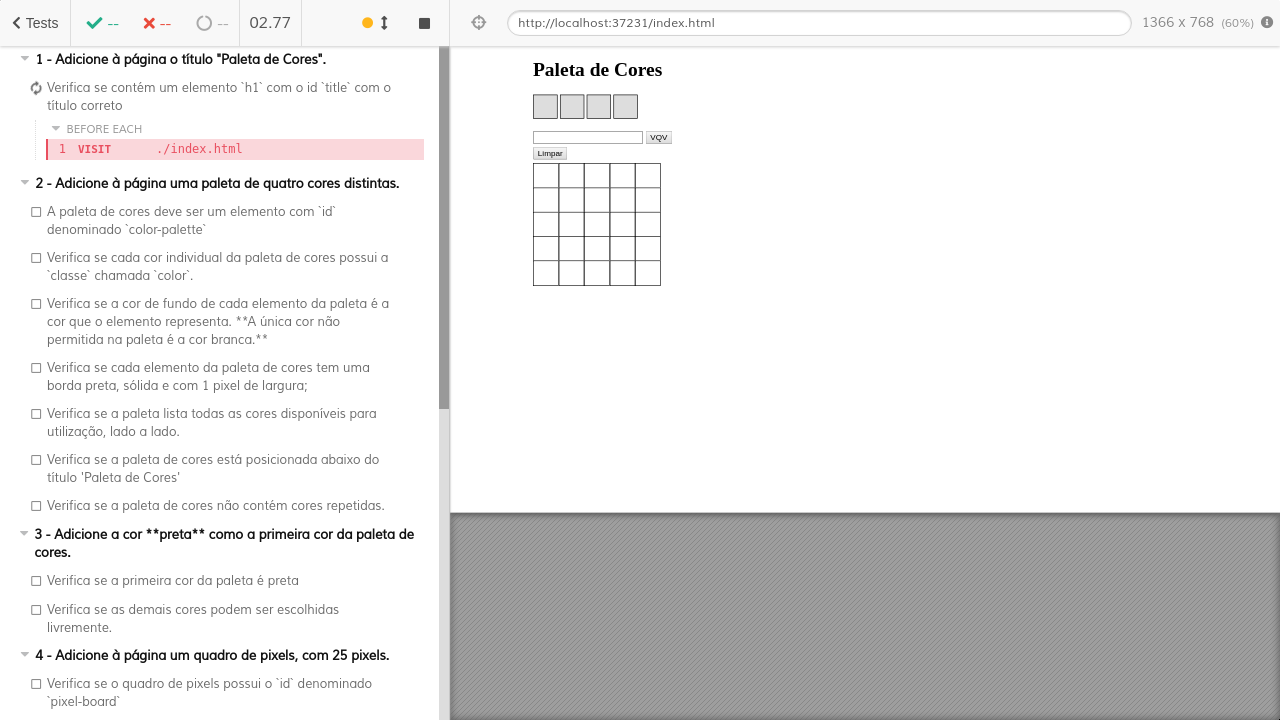 Tests
--
--
--
02.77
http://localhost:37231/index.html
1366 x 768 (60%)
1 - Adicione à página o título "Paleta de Cores".
Verifica se contém um elemento `h1` com o id `title` com o
título correto
BEFORE EACH
1 VISIT ./index.html
2 - Adicione à página uma paleta de quatro cores distintas.
A paleta de cores deve ser um elemento com `id`
denominado `color-palette`
Verifica se cada cor individual da paleta de cores possui a
`classe` chamada `color`.
Verifica se a cor de fundo de cada elemento da paleta é a
cor que o elemento representa. **A única cor não
permitida na paleta é a cor branca.**
Verifica se cada elemento da paleta de cores tem uma
borda preta, sólida e com 1 pixel de largura;
Verifica se a paleta lista todas as cores disponíveis para
utilização, lado a lado.
Verifica se a paleta de cores está posicionada abaixo do
título 'Paleta de Cores'
Verifica se a paleta de cores não contém cores repetidas.
3 - Adicione a cor **preta** como a primeira cor da paleta de
cores.
Verifica se a primeira cor da paleta é preta
Verifica se as demais cores podem ser escolhidas
livremente.
4 - Adicione à página um quadro de pixels, com 25 pixels.
Verifica se o quadro de pixels possui o `id` denominado
`pixel-board`
Paleta de Cores
VQV
Limpar